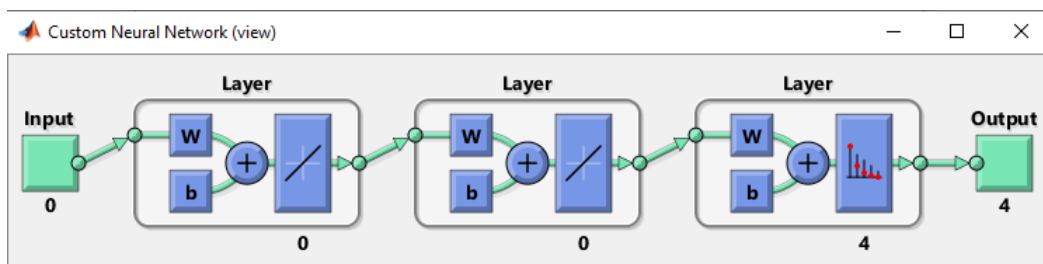 Custom Neural Network (view)
Layer Layer Layer
Input Output
W W W
+ + +
b b b
0 4
0 0 4